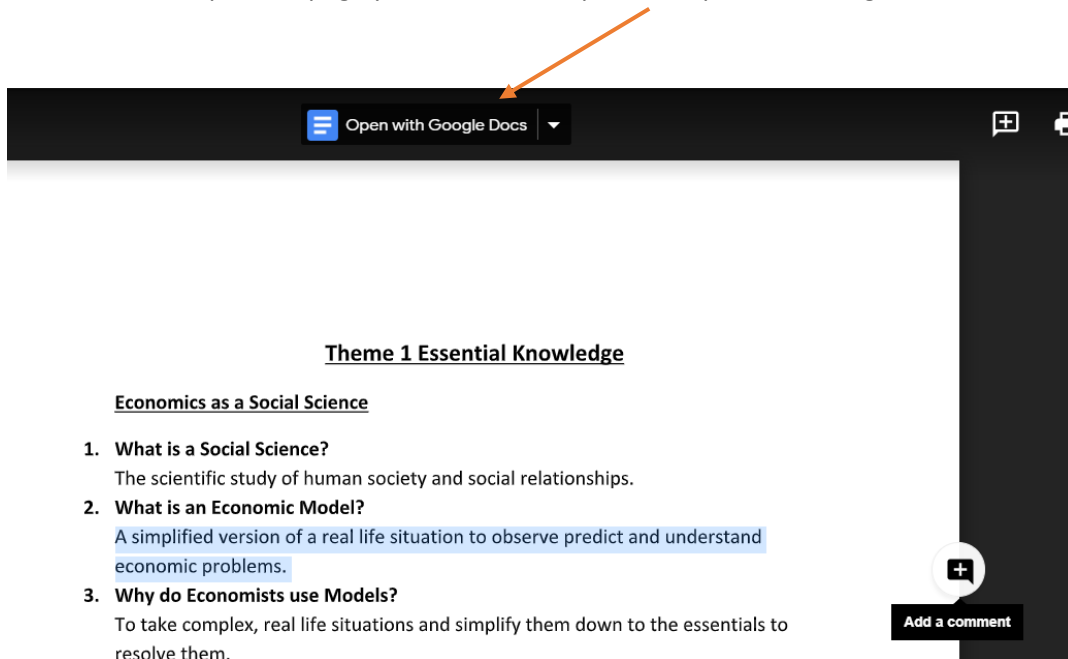 Open with Google Docs
Theme 1 Essential Knowledge
Economics as a Social Science
1. What is a Social Science?
The scientific study of human society and social relationships.
2. What is an Economic Model?
A simplified version of a real life situation to observe predict and understand
economic problems.
3. Why do Economists use Models?
Add a comment
To take complex, real life situations and simplify them down to the essentials to
resolve them.